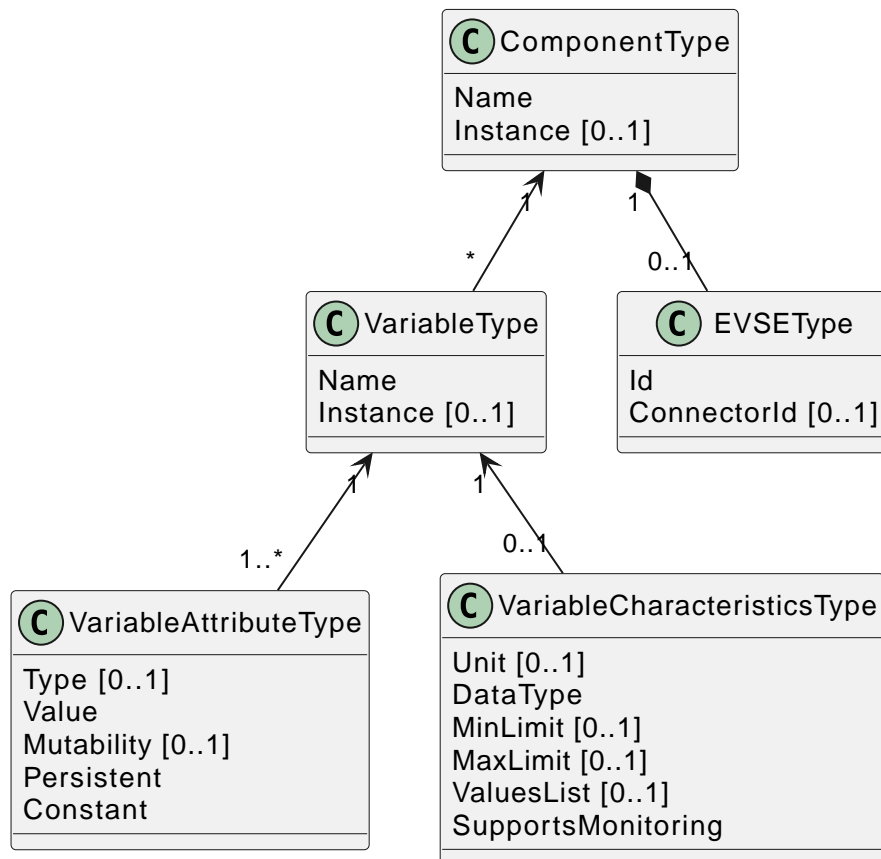 C ComponentType
Name
Instance [0..1]
1
1
*
0..1
C VariableType
Name
Instance [0..1]
C EVSEType
Id
ConnectorId [0..1]
1
1
1..*
0..1
C VariableAttributeType
Type [0..1]
Value
Mutability [0..1]
Persistent
Constant
C VariableCharacteristicsType
Unit [0..1]
DataType
MinLimit [0..1]
MaxLimit [0..1]
ValuesList [0..1]
SupportsMonitoring